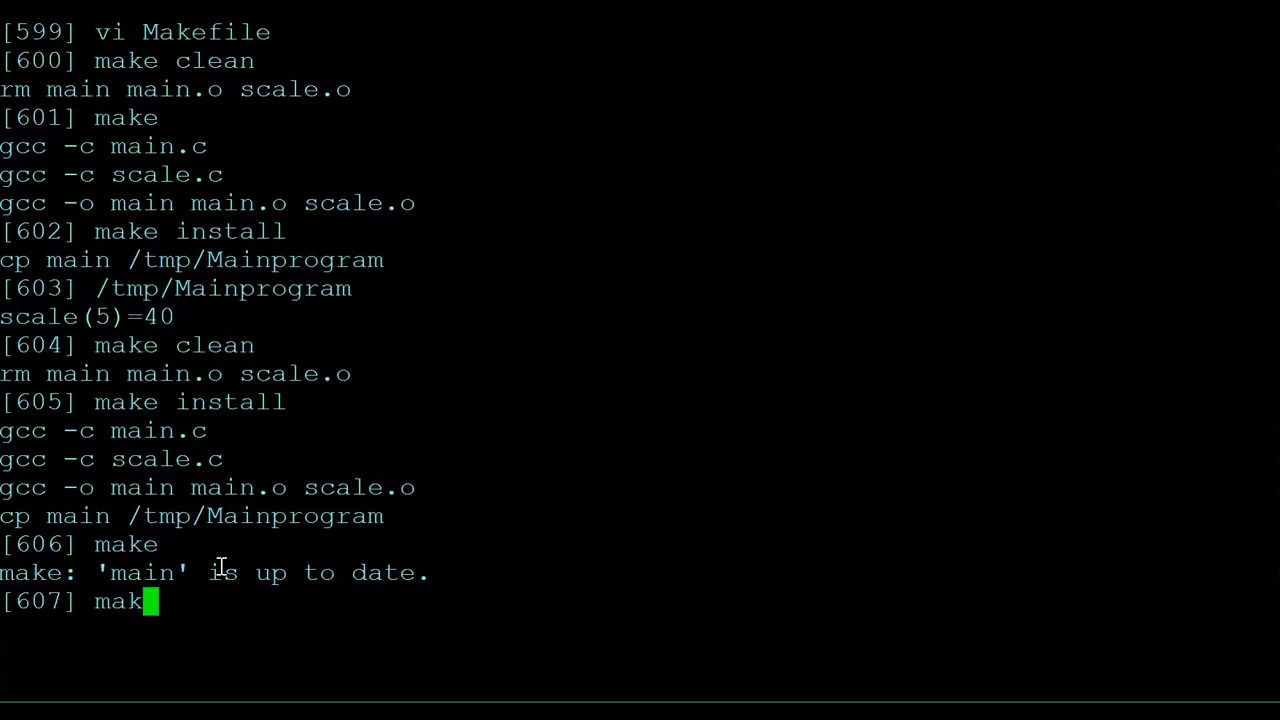 [599] vi Makefile
[600] make clean
rm main main.o scale.o
[601] make
gcc -c main.c
gcc -c scale.c
gcc -o main main.o scale.o
[602] make install
cp main /tmp/Mainprogram
[603] /tmp/Mainprogram
scale(5)=40
[604] make clean
rm main main.o scale.o
[605] make install
gcc -c main.c
gcc -c scale.c
gcc -o main main.o scale.o
cp main /tmp/Mainprogram
[606] make
make: 'main' is up to date.
[607] mak